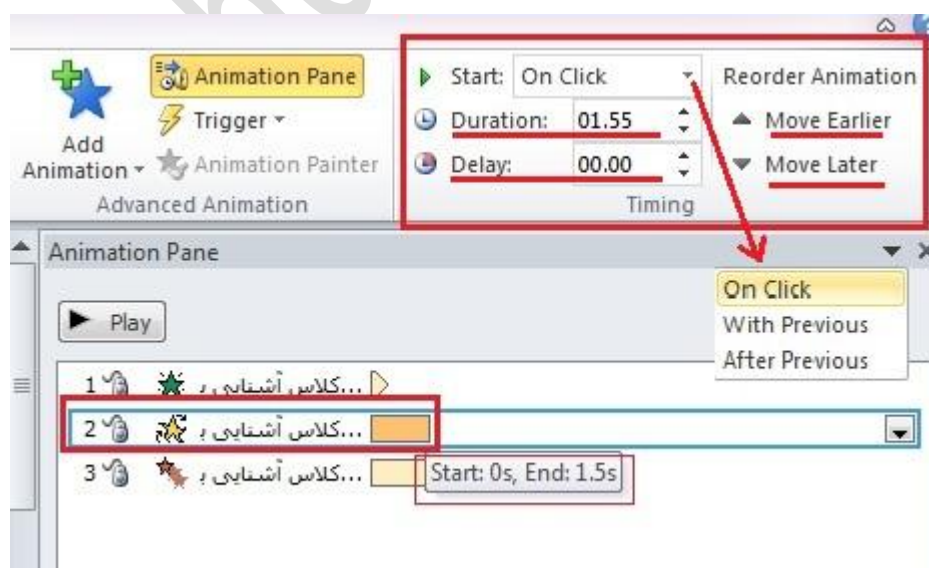 Animation Pane
Start: On Click
Reorder Animation
Trigger
Duration: 01.55
Move Earlier
Add Animation
Animation Painter
Delay: 00.00
Move Later
Advanced Animation
Timing
Animation Pane
On Click
With Previous
After Previous
Play
1 کلاس آشنایی ب...
2 کلاس آشنایی ب...
3 کلاس آشنایی ب...
Start: 0s, End: 1.5s